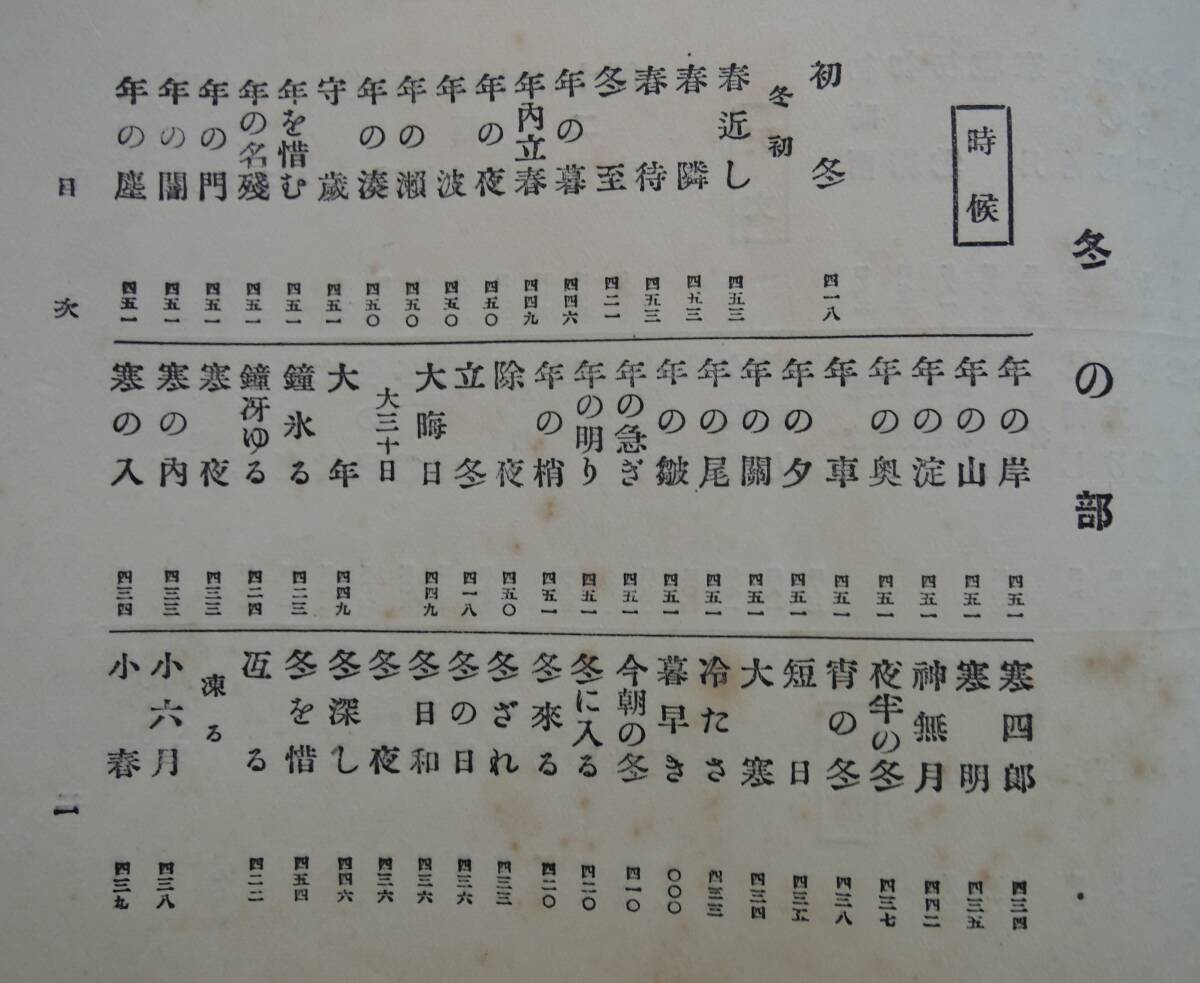 冬の部
時候
初冬 四一八
冬初
春近し 四五三
春隣 四五三
春待 四五三
冬至 四二一
年の暮 四四六
年内立春 四四九
年の夜 四五〇
年波 四五〇
年の瀬 四五〇
年の湊 四五〇
守歳 四五一
年を惜む 四五一
年の名殘 四五一
年の門 四五一
年の闇 四五一
年の塵 四五一
年の岸 四五一
年の山 四五一
年の淀 四五一
年の奥 四五一
年車 四五一
年の夕 四五一
年の關 四五一
年の尾 四五一
年の皺 四五一
年の急ぎ 四五一
年の明り 四五一
年の梢 四五一
除夜 四五〇
立冬 四一八
大晦日 四四九
大三十日
大年 四四九
鐘氷る 四二三
鐘冴ゆる 四二四
寒夜 四三三
寒の内 四三三
寒の入 四三四
寒四郎 四三四
寒明 四三五
神無月 四四二
夜半の冬 四三七
宵の冬 四三八
短日 四三五
大寒 四三四
冷たさ 四三三
暮早き 〇〇〇
今朝の冬 四一〇
冬に入る 四二〇
冬來る 四二〇
冬ざれ 四三三
冬の日 四三六
冬日和 四三六
冬夜 四三六
冬深し 四四六
冬を惜 四五四
冱る 四二二
凍る
小六月 四三八
小春 四三九
目次 二